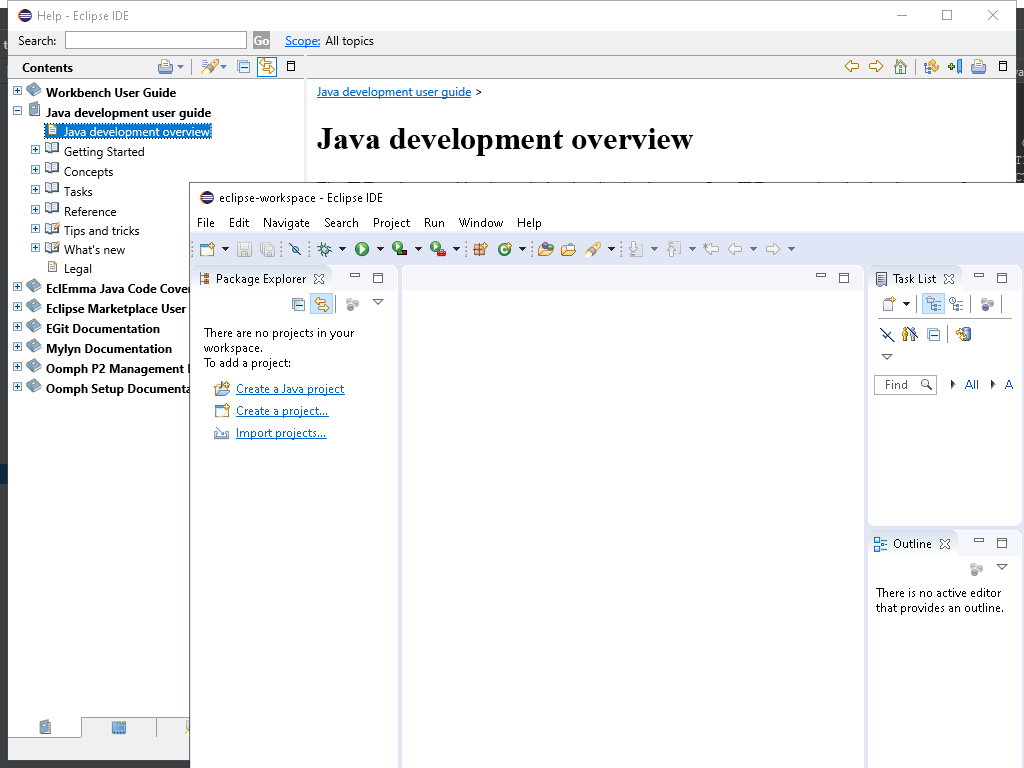 Help - Eclipse IDE
Search: Go Scope: All topics
Contents
Workbench User Guide
Java development user guide
Java development overview
Getting Started
Concepts
Tasks
Reference
Tips and tricks
What's new
Legal
EclEmma Java Code Cover
Eclipse Marketplace User
EGit Documentation
Mylyn Documentation
Oomph P2 Management
Oomph Setup Documenta
Java development user guide >
Java development overview
eclipse-workspace - Eclipse IDE
File Edit Navigate Search Project Run Window Help
Package Explorer
There are no projects in your
workspace.
To add a project:
Create a Java project
Create a project...
Import projects...
Task List
Find All A
Outline
There is no active editor
that provides an outline.